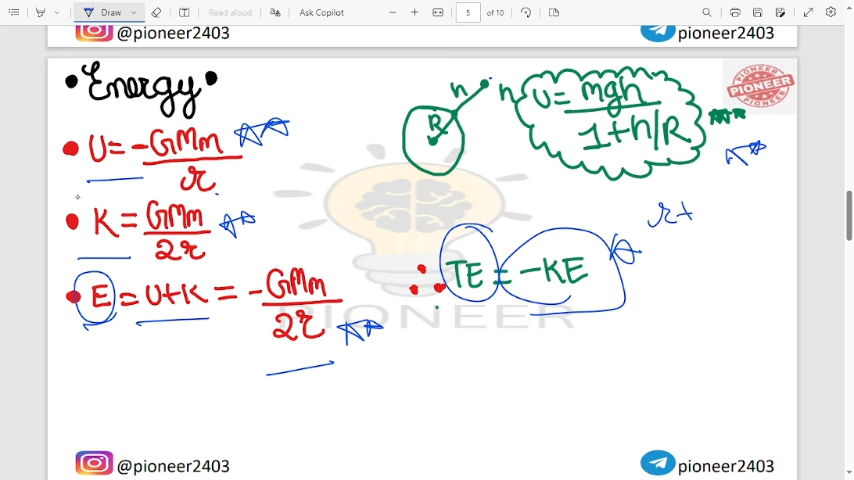 Draw
Read aloud
Ask Copilot
5 of 10
@pioneer2403
pioneer2403
• Energy •
PIONEER
• U = -GMm/r
R h
h
U = mgh/(1+h/R)
• K = GMm/2r
r+
• E = U+K = -GMm/2r
∴ TE = -KE
PIONEER
@pioneer2403
pioneer2403